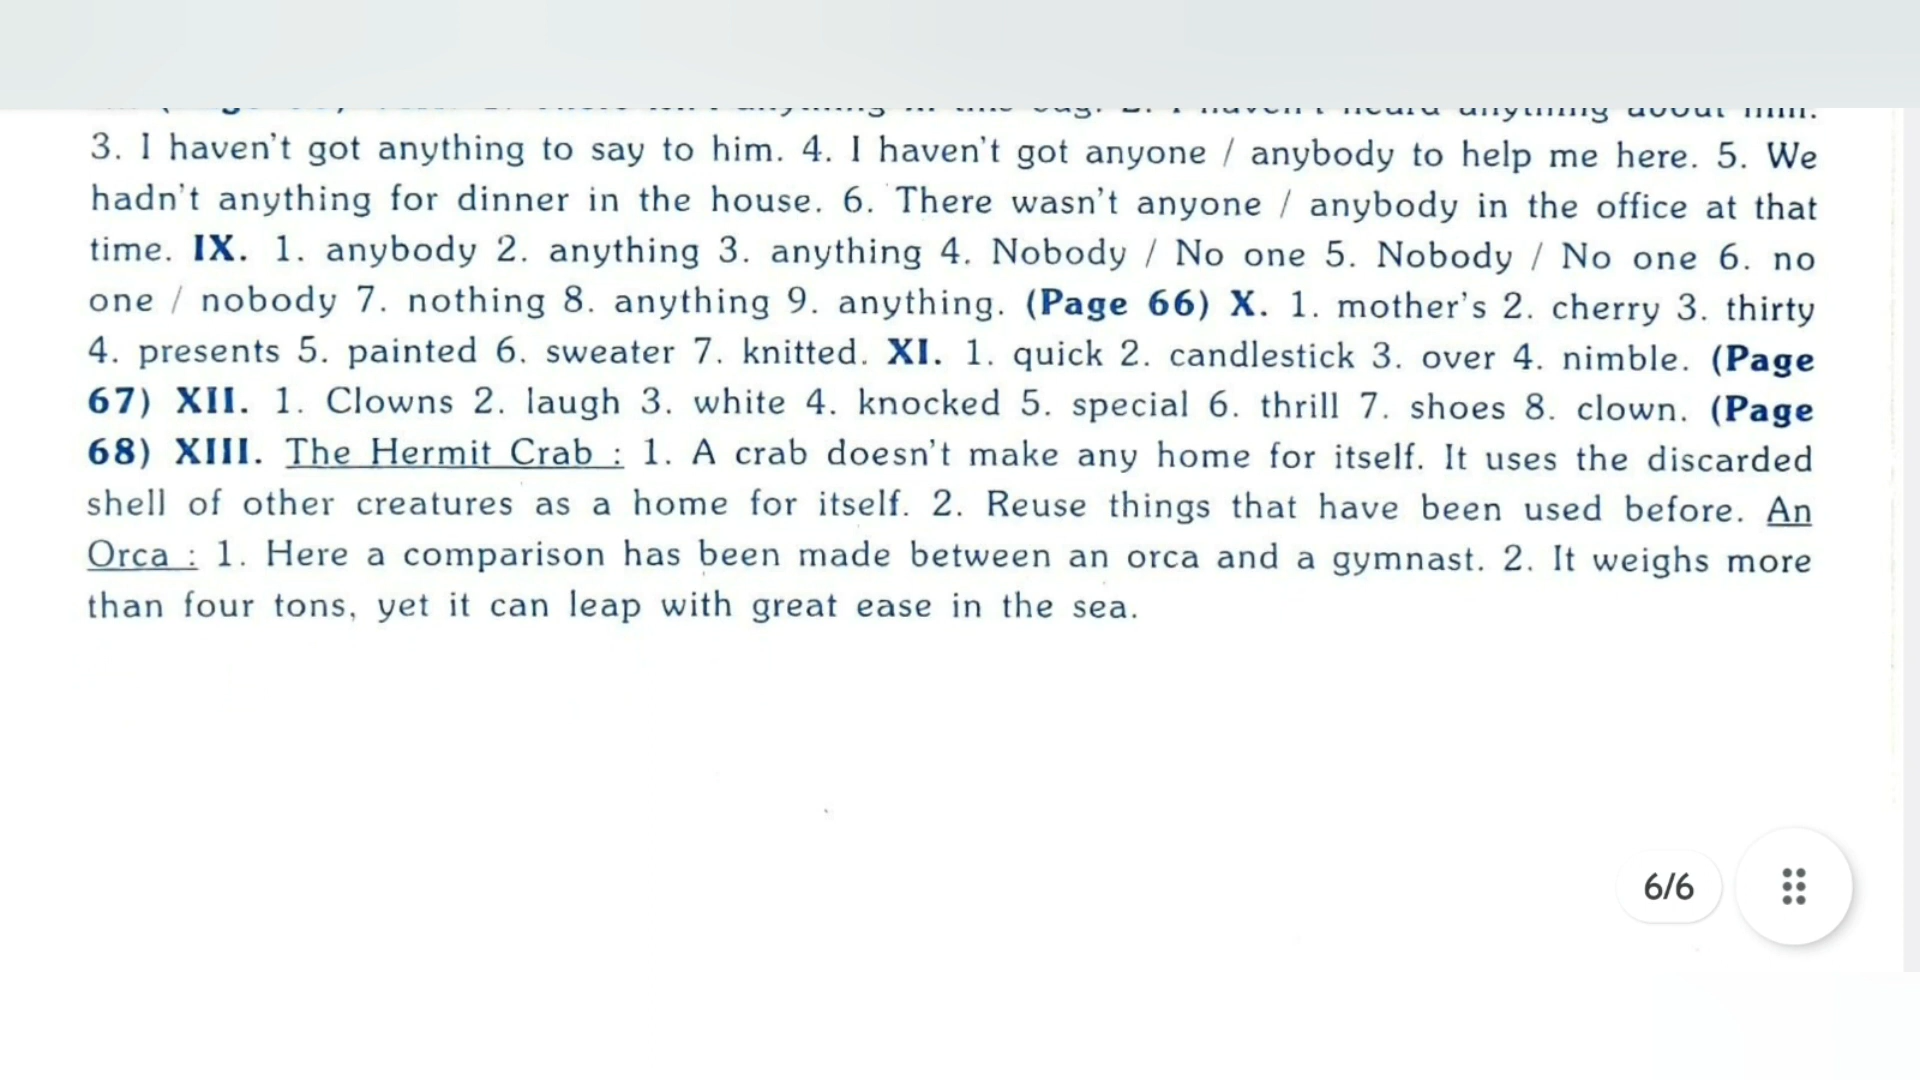 3. I haven't got anything to say to him. 4. I haven't got anyone / anybody to help me here. 5. We
hadn't anything for dinner in the house. 6. There wasn't anyone / anybody in the office at that
time. IX. 1. anybody 2. anything 3. anything 4. Nobody / No one 5. Nobody / No one 6. no
one / nobody 7. nothing 8. anything 9. anything. (Page 66) X. 1. mother's 2. cherry 3. thirty
4. presents 5. painted 6. sweater 7. knitted. XI. 1. quick 2. candlestick 3. over 4. nimble. (Page
67) XII. 1. Clowns 2. laugh 3. white 4. knocked 5. special 6. thrill 7. shoes 8. clown. (Page
68) XIII. The Hermit Crab : 1. A crab doesn't make any home for itself. It uses the discarded
shell of other creatures as a home for itself. 2. Reuse things that have been used before. An
Orca : 1. Here a comparison has been made between an orca and a gymnast. 2. It weighs more
than four tons, yet it can leap with great ease in the sea.
6/6